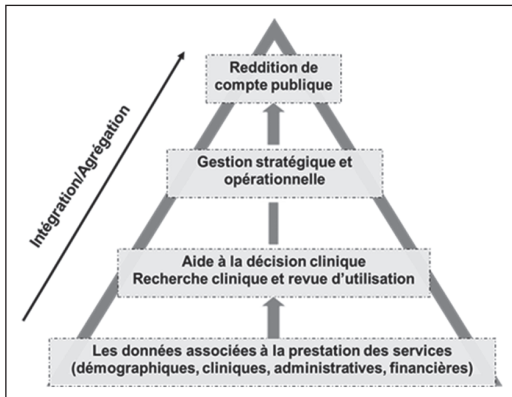 Reddition de
compte publique
Intégration/Agrégation
Gestion stratégique et
opérationnelle
Aide à la décision clinique
Recherche clinique et revue d'utilisation
Les données associées à la prestation des services
(démographiques, cliniques, administratives, financières)